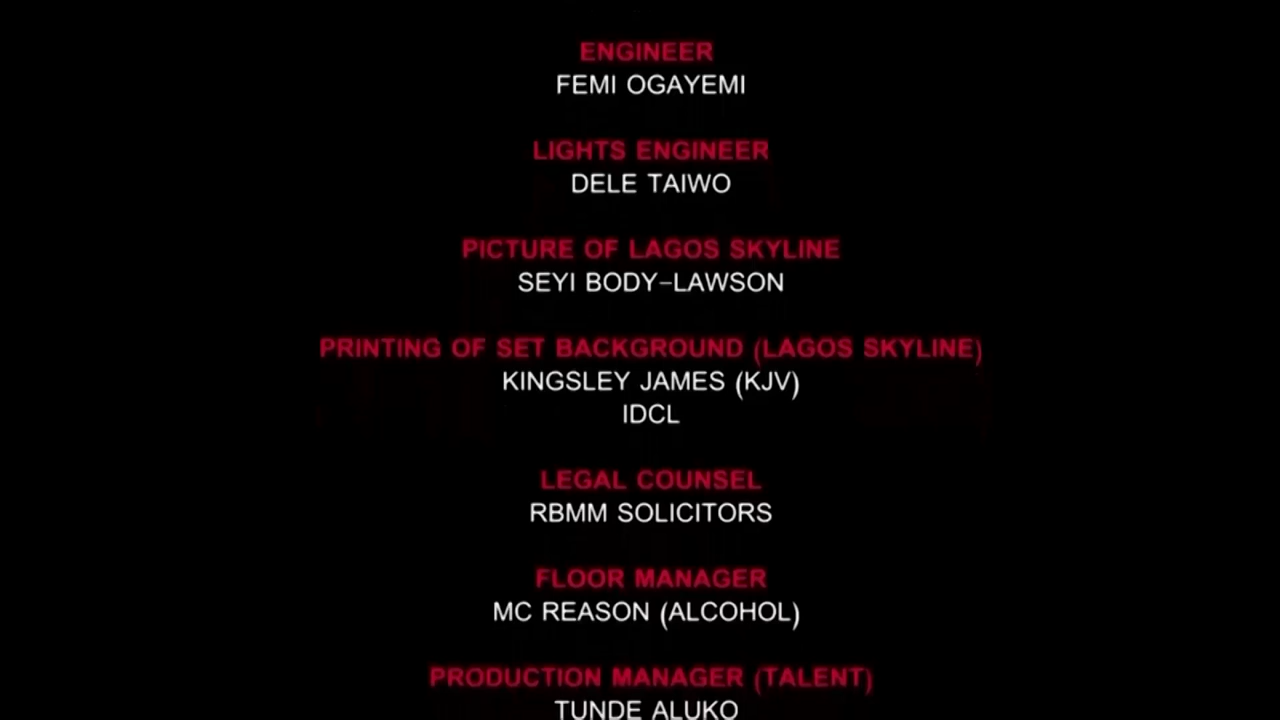 ENGINEER
FEMI OGAYEMI
LIGHTS ENGINEER
DELE TAIWO
PICTURE OF LAGOS SKYLINE
SEYI BODY-LAWSON
PRINTING OF SET BACKGROUND (LAGOS SKYLINE)
KINGSLEY JAMES (KJV)
IDCL
LEGAL COUNSEL
RBMM SOLICITORS
FLOOR MANAGER
MC REASON (ALCOHOL)
PRODUCTION MANAGER (TALENT)
TUNDE ALUKO